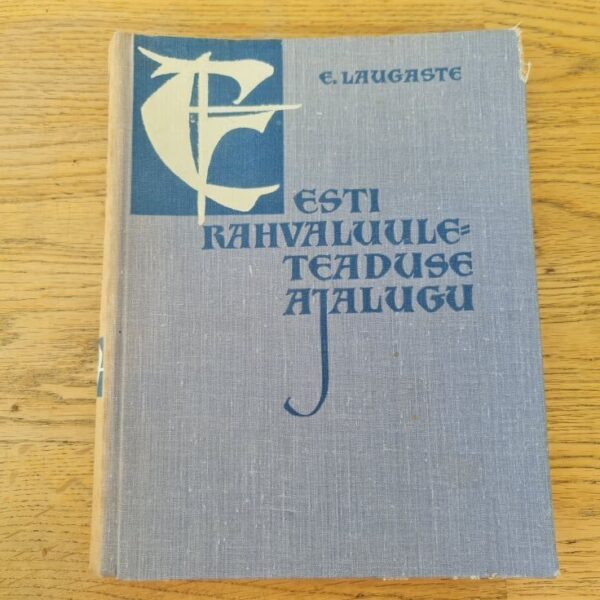 E. LAUGASTE
EESTI
RAHVALUULE=
TEADUSE
AJALUGU